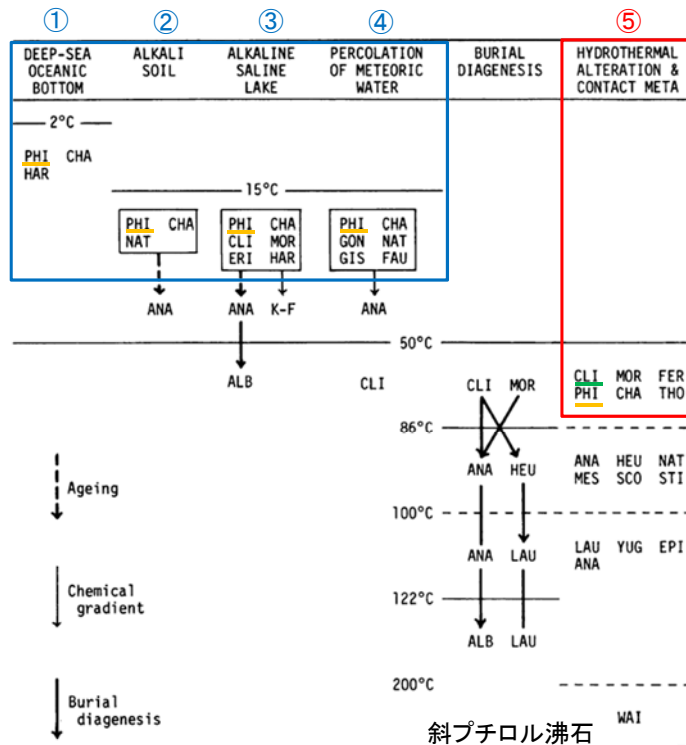 ① ② ③ ④ ⑤
DEEP-SEA OCEANIC BOTTOM
ALKALI SOIL
ALKALINE SALINE LAKE
PERCOLATION OF METEORIC WATER
BURIAL DIAGENESIS
HYDROTHERMAL ALTERATION & CONTACT META
2°C
PHI CHA
HAR
15°C
PHI CHA
NAT
PHI CHA
CLI MOR
ERI HAR
PHI CHA
GON NAT
GIS FAU
ANA
ANA K-F
ANA
50°C
ALB
CLI
CLI MOR
CLI MOR FER
PHI CHA THO
86°C
ANA HEU
ANA HEU NAT
MES SCO STI
Ageing
100°C
ANA LAU
LAU YUG EPI
ANA
Chemical
gradient
122°C
ALB LAU
200°C
Burial
diagenesis
WAI
斜プチロル沸石